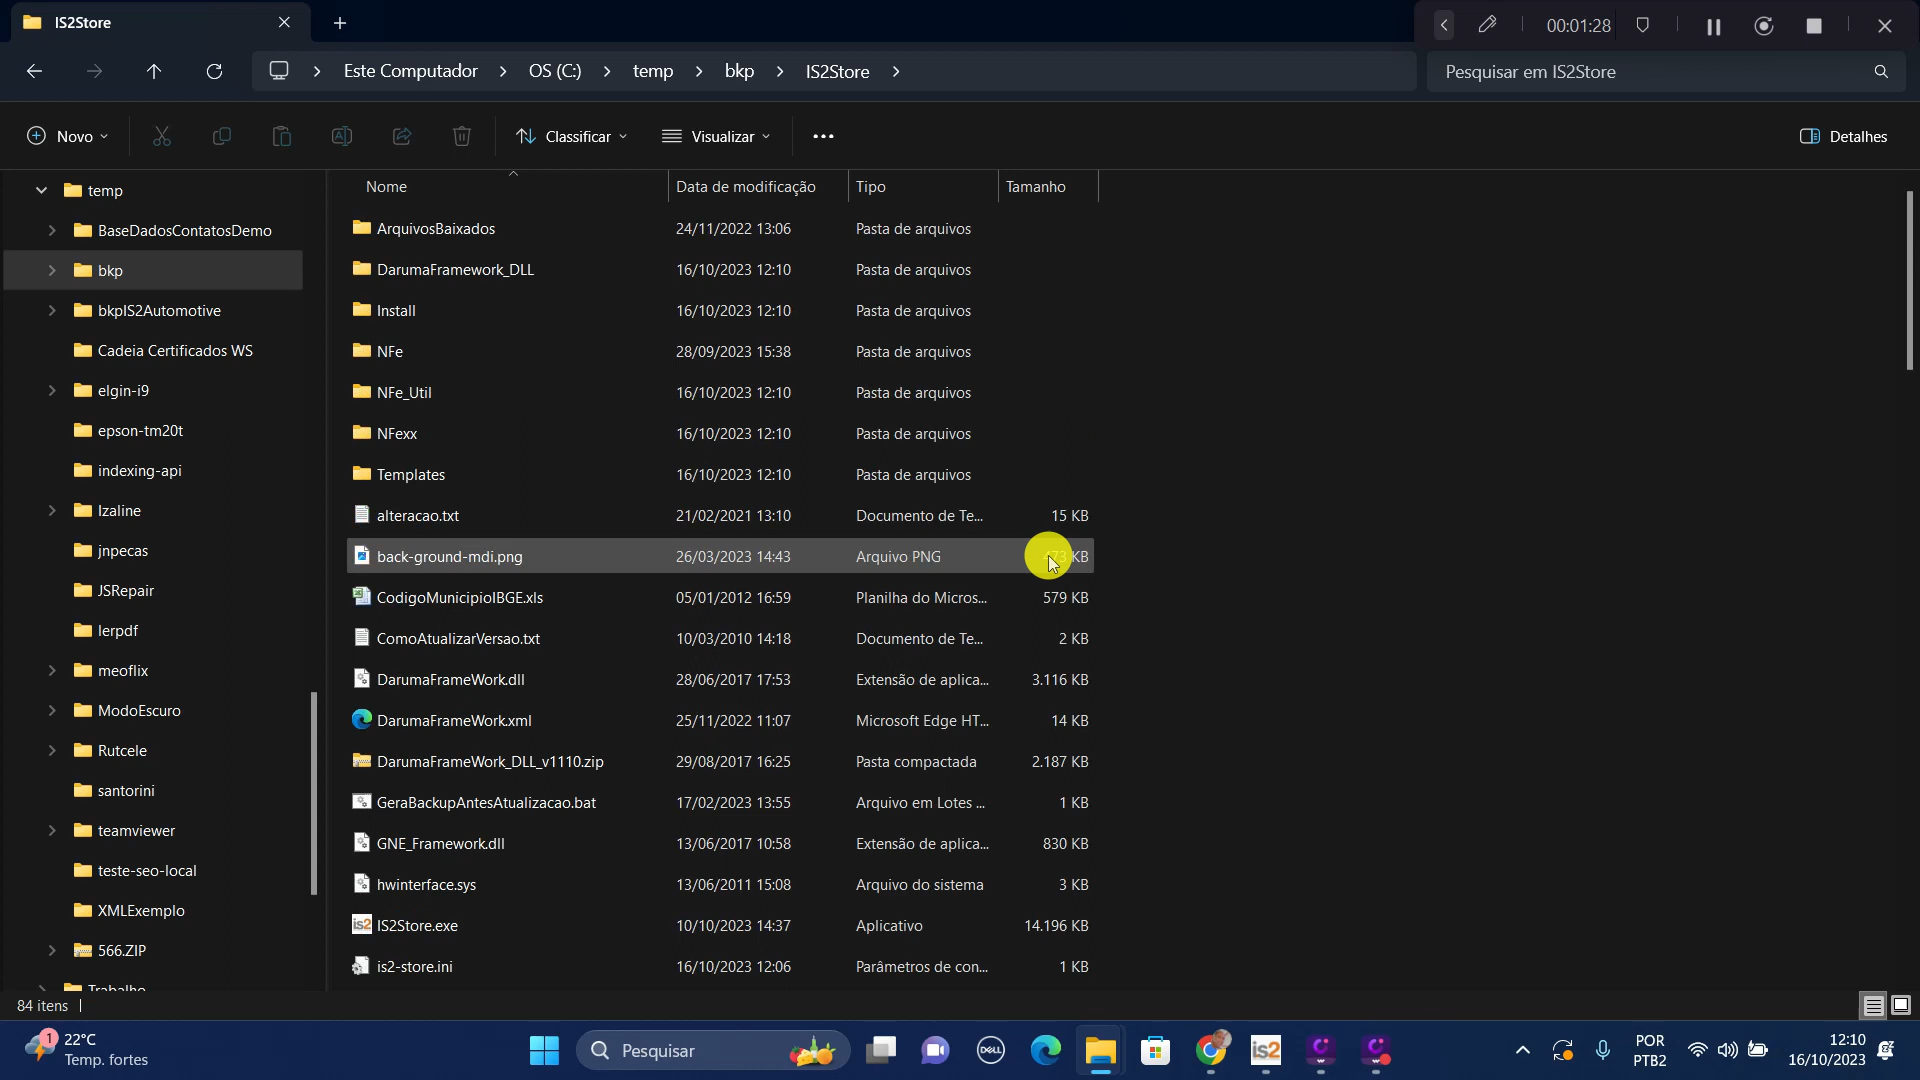 IS2Store
00:01:28
Este Computador
OS (C:)
temp
bkp
IS2Store
Pesquisar em IS2Store
Novo
Classificar
Visualizar
Detalhes
temp
BaseDadosContatosDemo
bkp
bkpIS2Automotive
Cadeia Certificados WS
elgin-i9
epson-tm20t
indexing-api
Izaline
jnpecas
JSRepair
lerpdf
meoflix
ModoEscuro
Rutcele
santorini
teamviewer
teste-seo-local
XMLExemplo
566.ZIP
Trabalho
Nome Data de modificação Tipo Tamanho
ArquivosBaixados 24/11/2022 13:06 Pasta de arquivos
DarumaFramework_DLL 16/10/2023 12:10 Pasta de arquivos
Install 16/10/2023 12:10 Pasta de arquivos
NFe 28/09/2023 15:38 Pasta de arquivos
NFe_Util 16/10/2023 12:10 Pasta de arquivos
NFexx 16/10/2023 12:10 Pasta de arquivos
Templates 16/10/2023 12:10 Pasta de arquivos
alteracao.txt 21/02/2021 13:10 Documento de Te... 15 KB
back-ground-mdi.png 26/03/2023 14:43 Arquivo PNG 473 KB
CodigoMunicipioIBGE.xls 05/01/2012 16:59 Planilha do Micros... 579 KB
ComoAtualizarVersao.txt 10/03/2010 14:18 Documento de Te... 2 KB
DarumaFrameWork.dll 28/06/2017 17:53 Extensão de aplica... 3.116 KB
DarumaFrameWork.xml 25/11/2022 11:07 Microsoft Edge HT... 14 KB
DarumaFrameWork_DLL_v1110.zip 29/08/2017 16:25 Pasta compactada 2.187 KB
GeraBackupAntesAtualizacao.bat 17/02/2023 13:55 Arquivo em Lotes ... 1 KB
GNE_Framework.dll 13/06/2017 10:58 Extensão de aplica... 830 KB
hwinterface.sys 13/06/2011 15:08 Arquivo do sistema 3 KB
IS2Store.exe 10/10/2023 14:37 Aplicativo 14.196 KB
is2-store.ini 16/10/2023 12:06 Parâmetros de con... 1 KB
84 itens
1
22°C
Temp. fortes
Pesquisar
DELL
is2
POR
PTB2
12:10
16/10/2023